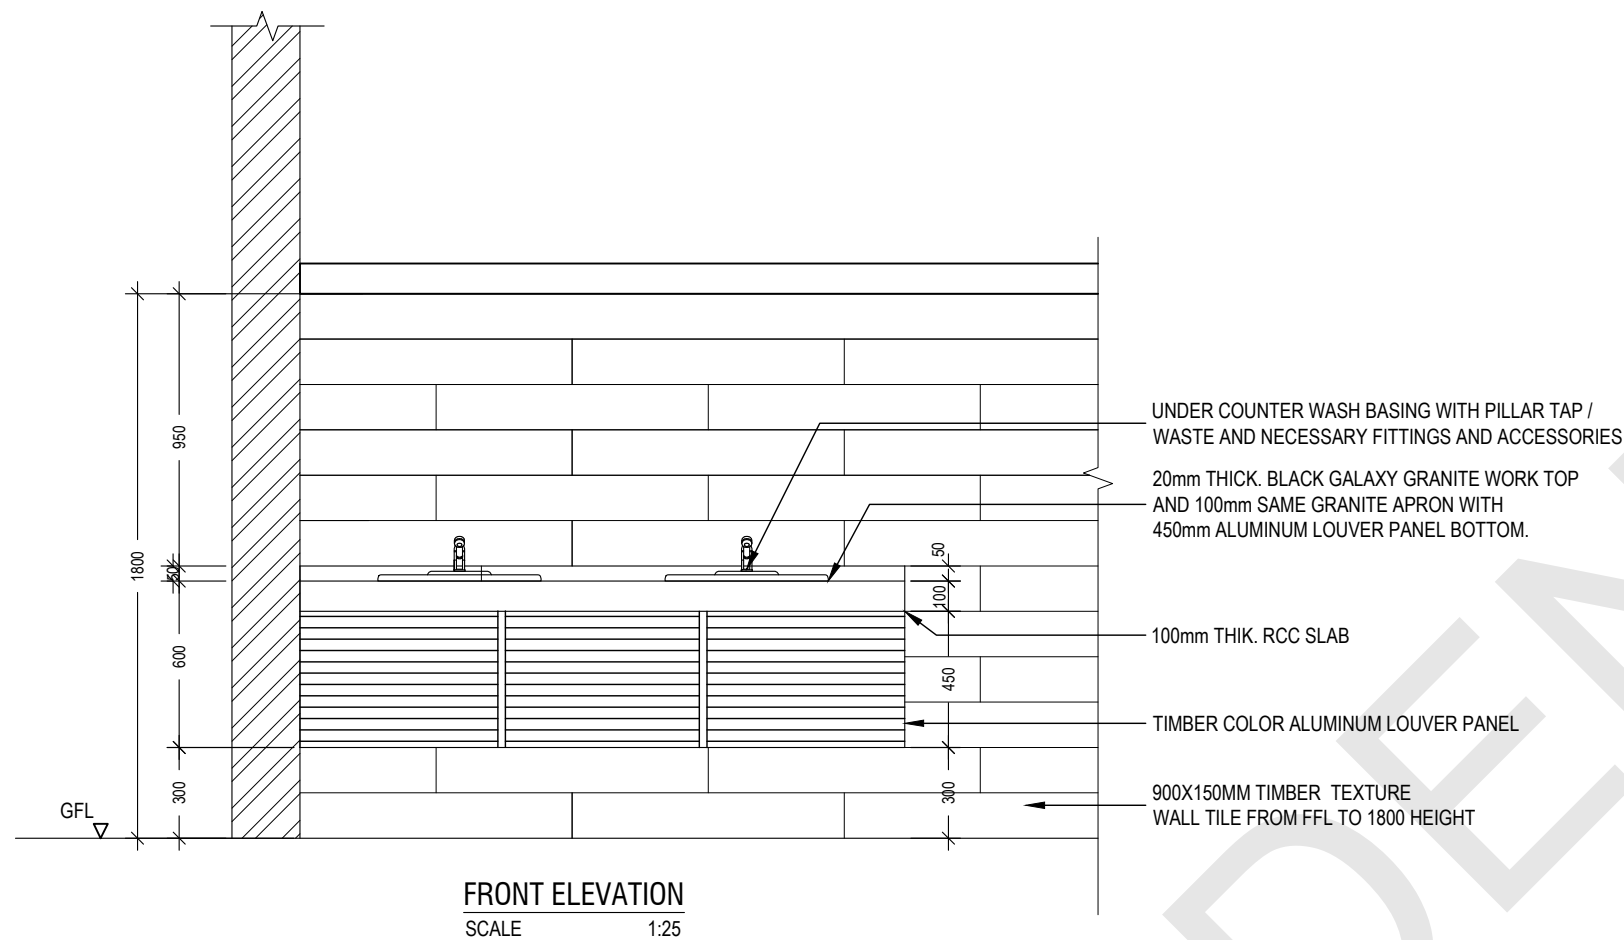 UNDER COUNTER WASH BASING WITH PILLAR TAP /
WASTE AND NECESSARY FITTINGS AND ACCESSORIES
20mm THICK. BLACK GALAXY GRANITE WORK TOP
AND 100mm SAME GRANITE APRON WITH
450mm ALUMINUM LOUVER PANEL BOTTOM.
100mm THIK. RCC SLAB
TIMBER COLOR ALUMINUM LOUVER PANEL
900X150MM TIMBER TEXTURE
WALL TILE FROM FFL TO 1800 HEIGHT
950
1800
50
600
300
50
100
450
300
GFL
FRONT ELEVATION
SCALE 1:25